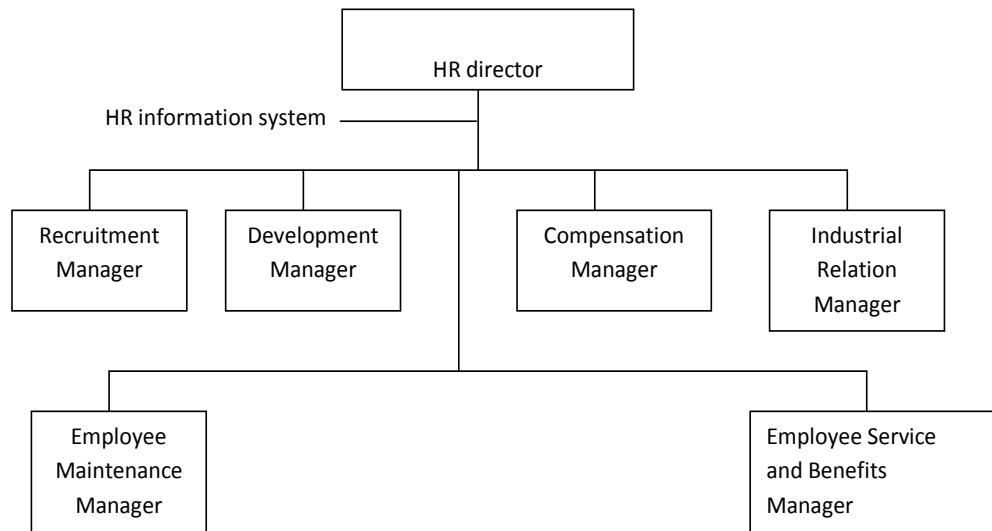 HR director
HR information system
Recruitment
Manager
Development
Manager
Compensation
Manager
Industrial
Relation
Manager
Employee
Maintenance
Manager
Employee Service
and Benefits
Manager